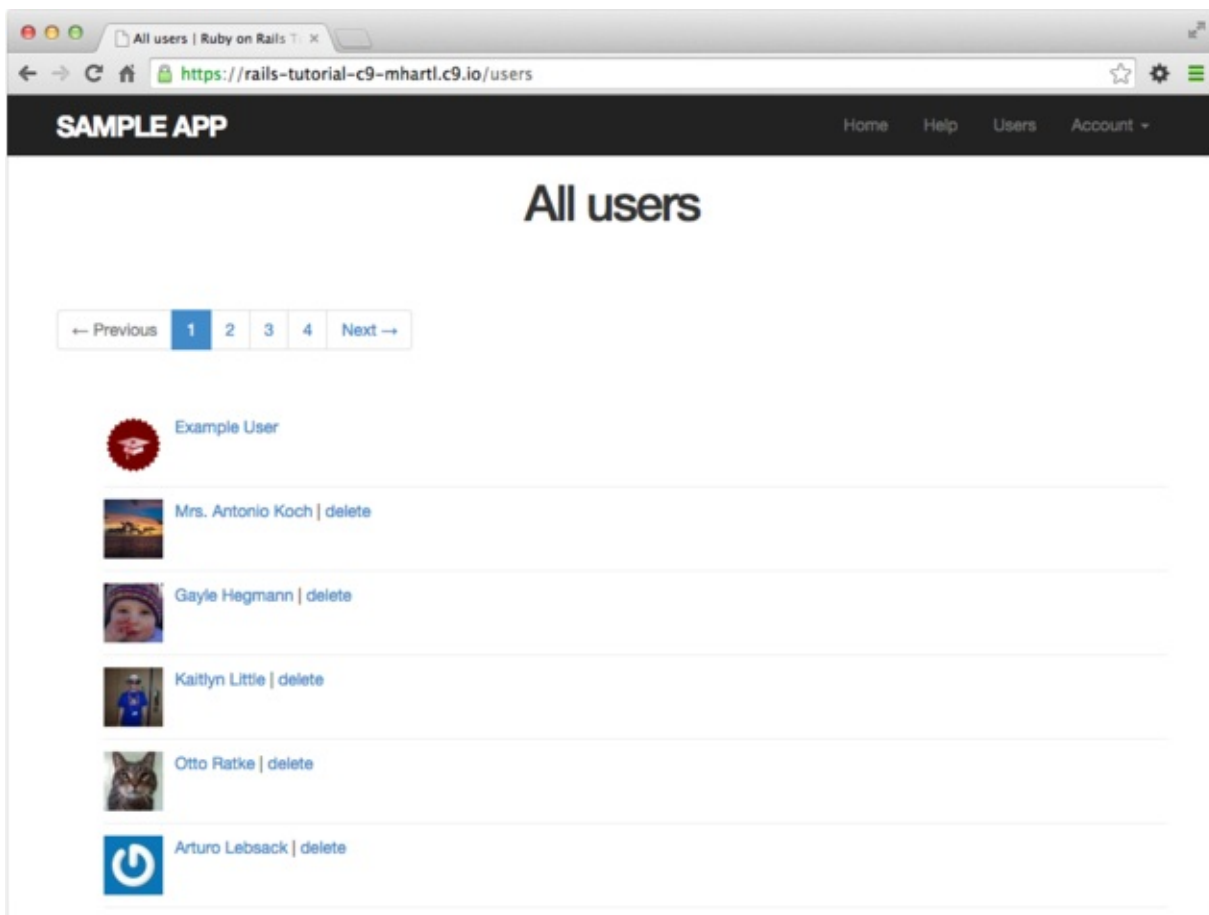 All users | Ruby on Rails T
https://rails-tutorial-c9-mhartl.c9.io/users
SAMPLE APP Home Help Users Account
All users
← Previous 1 2 3 4 Next →
Example User
Mrs. Antonio Koch | delete
Gayle Hegmann | delete
Kaitlyn Little | delete
Otto Ratke | delete
Arturo Lebsack | delete